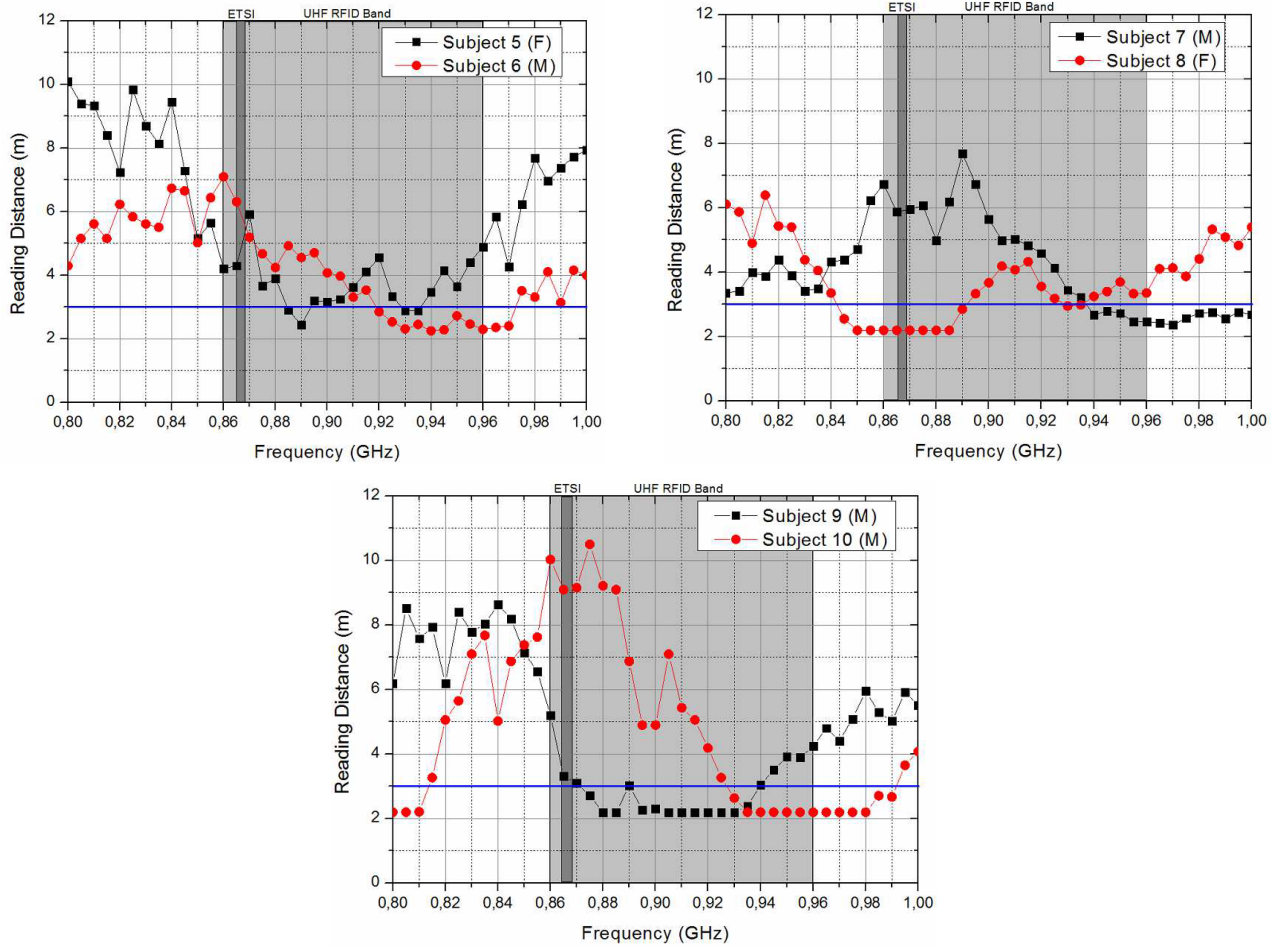 ETSI UHF RFID Band
12
10
8
6
4
2
0
Reading Distance (m)
Subject 5 (F)
Subject 6 (M)
0,80 0,82 0,84 0,86 0,88 0,90 0,92 0,94 0,96 0,98 1,00
Frequency (GHz)
ETSI UHF RFID Band
12
10
8
6
4
2
0
Reading Distance (m)
Subject 7 (M)
Subject 8 (F)
0,80 0,82 0,84 0,86 0,88 0,90 0,92 0,94 0,96 0,98 1,00
Frequency (GHz)
ETSI UHF RFID Band
12
10
8
6
4
2
0
Reading Distance (m)
Subject 9 (M)
Subject 10 (M)
0,80 0,82 0,84 0,86 0,88 0,90 0,92 0,94 0,96 0,98 1,00
Frequency (GHz)